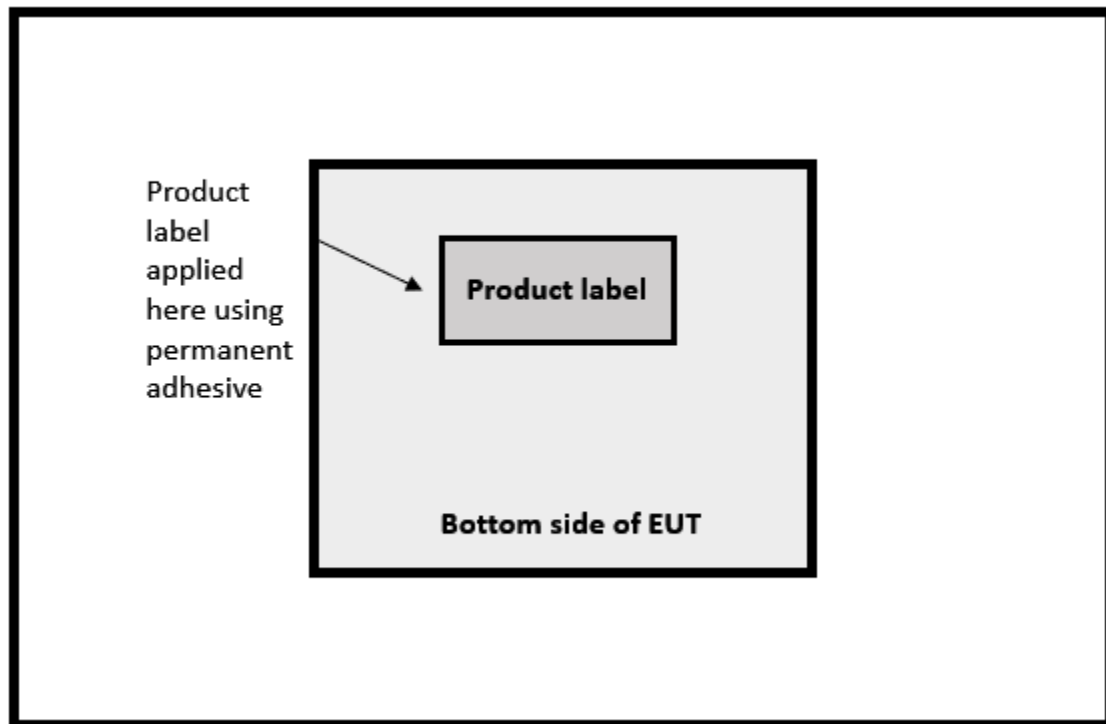 Product
label
applied
here using
permanent
adhesive
Product label
Bottom side of EUT